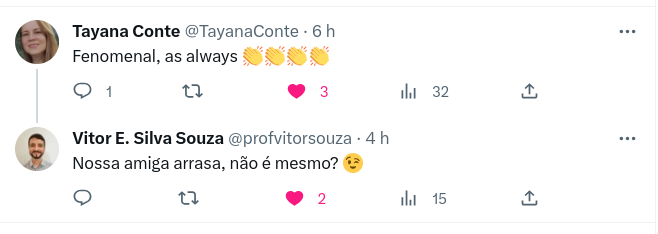 Tayana Conte @TayanaConte · 6 h
Fenomenal, as always 👏👏👏👏
1 3 32
Vitor E. Silva Souza @profvitorsouza · 4 h
Nossa amiga arrasa, não é mesmo? 😉
2 15